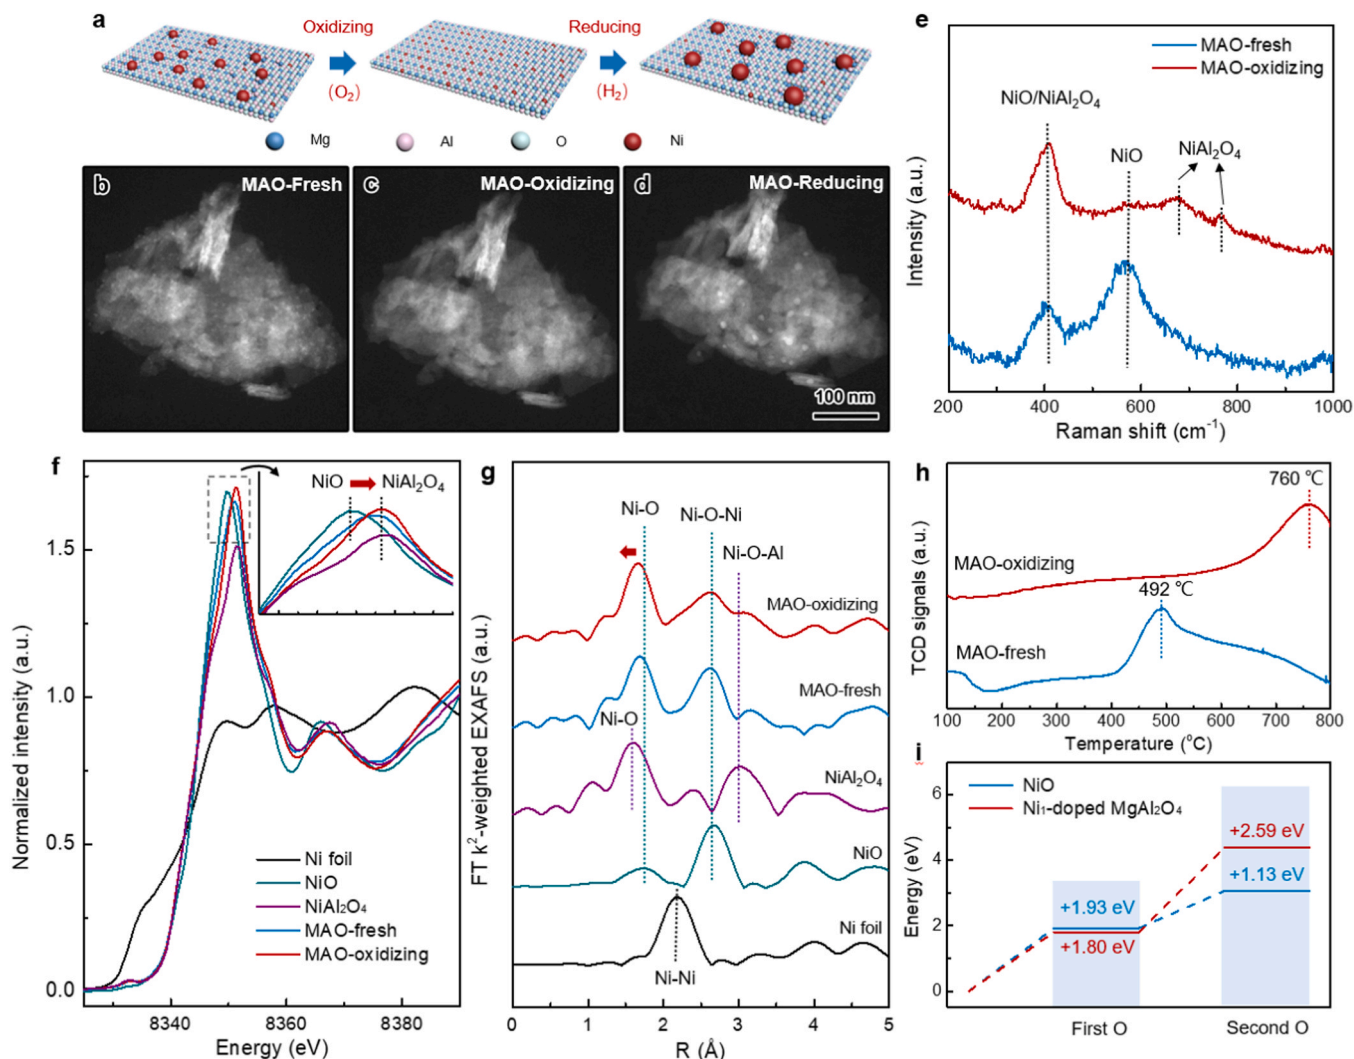 a
Oxidizing
(O₂)
Reducing
(H₂)
Mg
Al
O
Ni
b
MAO-Fresh
c
MAO-Oxidizing
d
MAO-Reducing
100 nm
e
MAO-fresh
MAO-oxidizing
NiO/NiAl₂O₄
NiO
NiAl₂O₄
Intensity (a.u.)
200 400 600 800 1000
Raman shift (cm⁻¹)
f
NiO
NiAl₂O₄
1.5
1.0
0.5
0.0
Normalized intensity (a.u.)
Ni foil
NiO
NiAl₂O₄
MAO-fresh
MAO-oxidizing
8340 8360 8380
Energy (eV)
g
Ni-O
Ni-O-Ni
Ni-O-Al
MAO-oxidizing
MAO-fresh
Ni-O
NiAl₂O₄
NiO
Ni foil
Ni-Ni
FT k²-weighted EXAFS (a.u.)
0 1 2 3 4 5
R (Å)
h
760 °C
MAO-oxidizing
492 °C
MAO-fresh
TCD signals (a.u.)
100 200 300 400 500 600 700 800
Temperature (°C)
i
NiO
Ni₁-doped MgAl₂O₄
6
4
2
0
Energy (eV)
+2.59 eV
+1.13 eV
+1.93 eV
+1.80 eV
First O
Second O